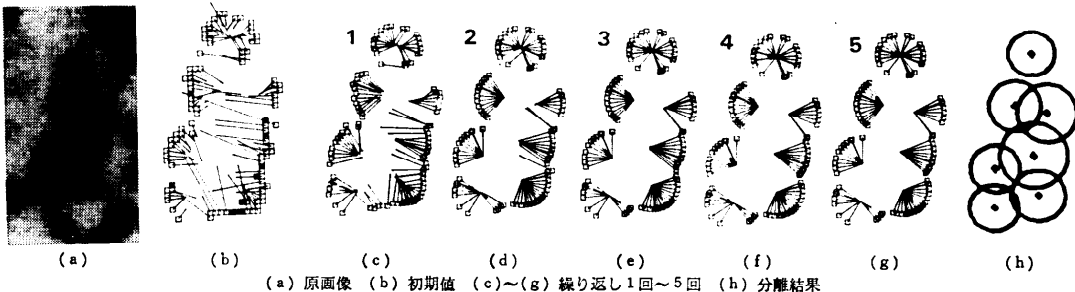 1 2 3 4 5
(a) (b) (c) (d) (e) (f) (g) (h)
(a) 原画像 (b) 初期値 (c)～(g) 繰り返し1回～5回 (h) 分離結果